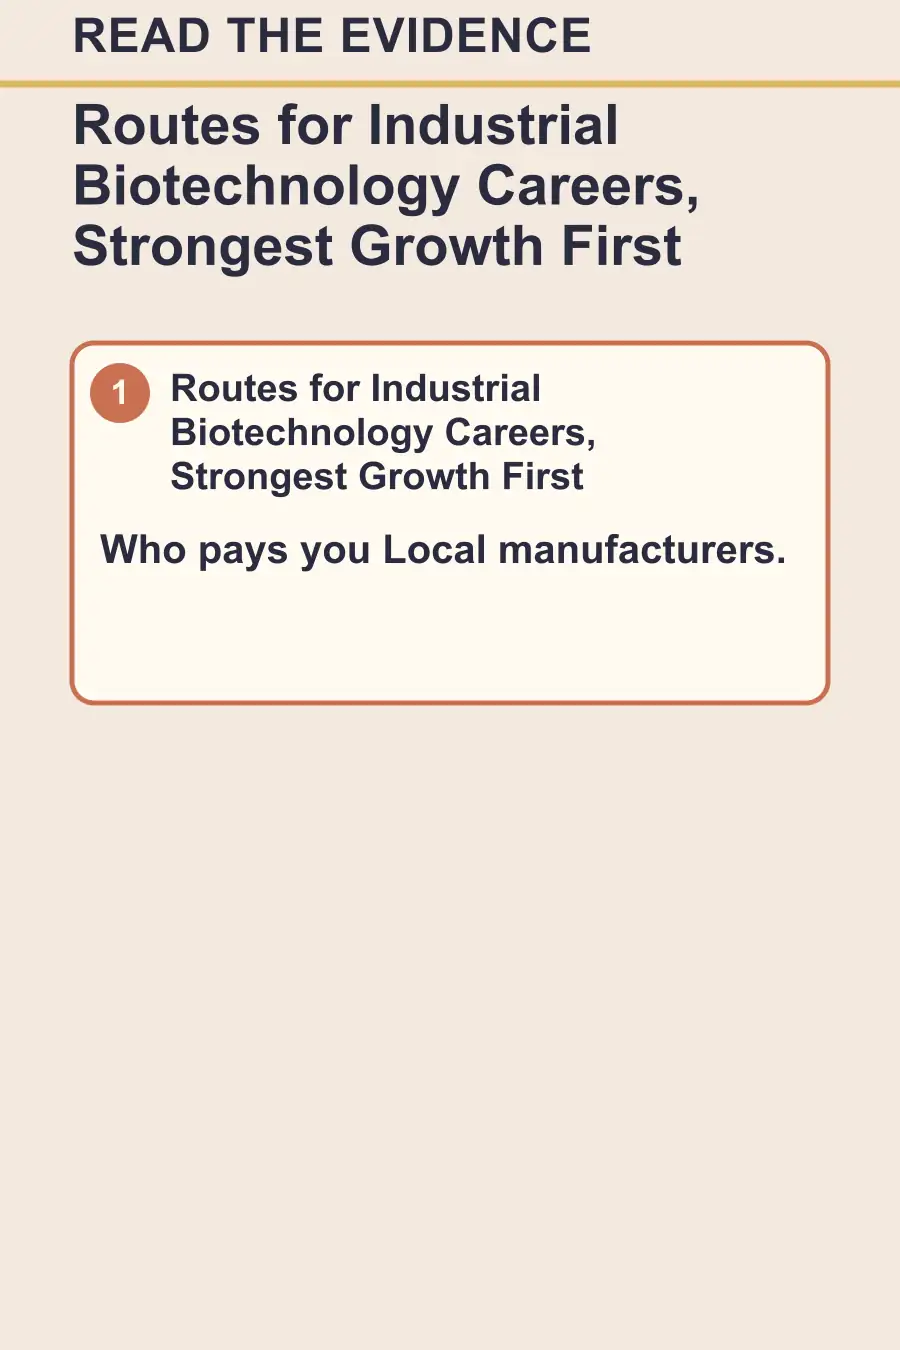 READ THE EVIDENCE
Routes for Industrial
Biotechnology Careers,
Strongest Growth First
1
Routes for Industrial
Biotechnology Careers,
Strongest Growth First
Who pays you Local manufacturers.